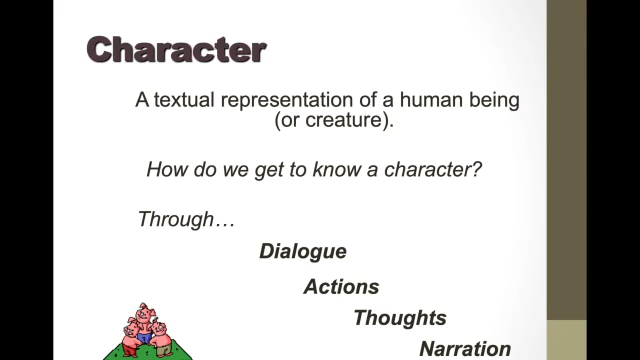 Character
A textual representation of a human being
(or creature).
How do we get to know a character?
Through…
Dialogue
Actions
Thoughts
Narration